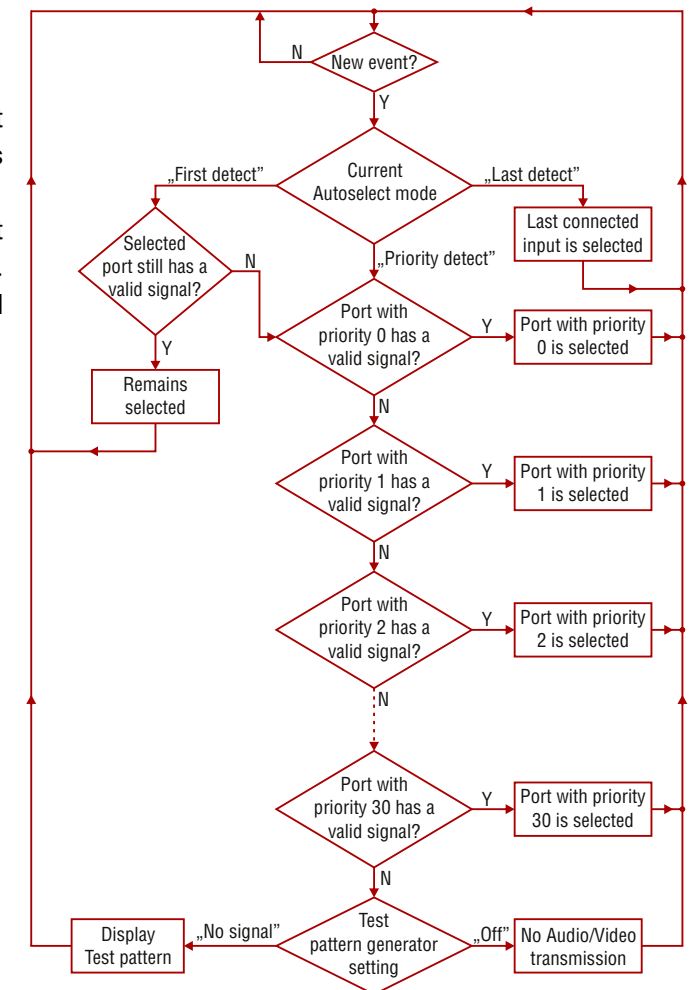 t
s
t
.
l
New event?
N
Y
Current
Autoselect mode
„First detect”
„Last detect”
„Priority detect”
Last connected
input is selected
Selected
port still has a
valid signal?
N
Y
Remains
selected
Port with
priority 0 has a
valid signal?
Y
Port with priority
0 is selected
N
Port with
priority 1 has a
valid signal?
Y
Port with priority
1 is selected
N
Port with
priority 2 has a
valid signal?
Y
Port with priority
2 is selected
N
Port with
priority 30 has a
valid signal?
Y
Port with priority
30 is selected
N
Test
pattern generator
setting
„No signal”
Display
Test pattern
„Off”
No Audio/Video
transmission